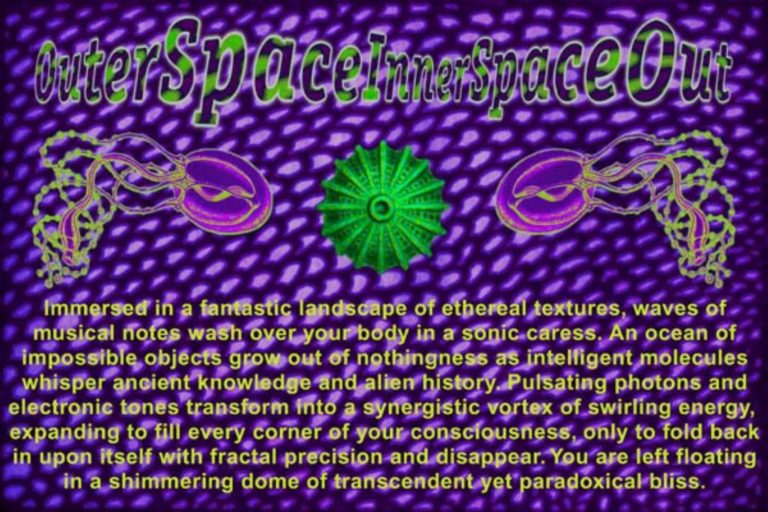 OuterSpaceInnerSpaceOut
Immersed in a fantastic landscape of ethereal textures, waves of
musical notes wash over your body in a sonic caress. An ocean of
impossible objects grow out of nothingness as intelligent molecules
whisper ancient knowledge and alien history. Pulsating photons and
electronic tones transform into a synergistic vortex of swirling energy,
expanding to fill every corner of your consciousness, only to fold back
in upon itself with fractal precision and disappear. You are left floating
in a shimmering dome of transcendent yet paradoxical bliss.